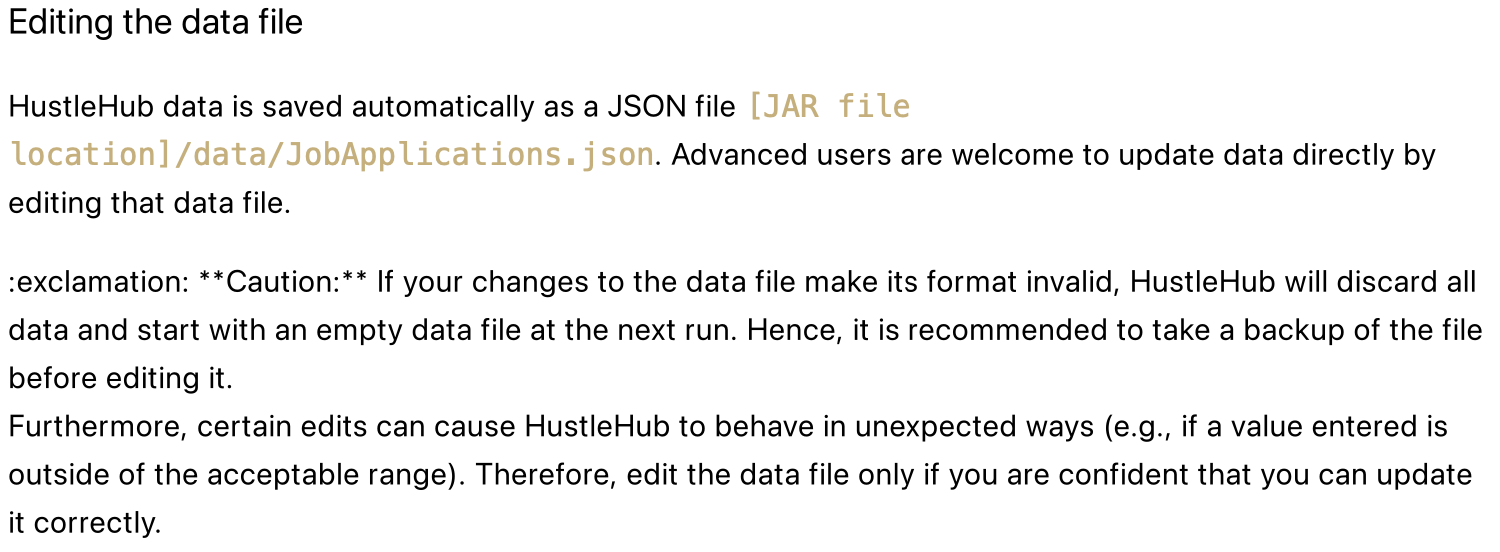 Editing the data file
HustleHub data is saved automatically as a JSON file [JAR file
location]/data/JobApplications.json. Advanced users are welcome to update data directly by
editing that data file.
:exclamation: **Caution:** If your changes to the data file make its format invalid, HustleHub will discard all
data and start with an empty data file at the next run. Hence, it is recommended to take a backup of the file
before editing it.
Furthermore, certain edits can cause HustleHub to behave in unexpected ways (e.g., if a value entered is
outside of the acceptable range). Therefore, edit the data file only if you are confident that you can update
it correctly.